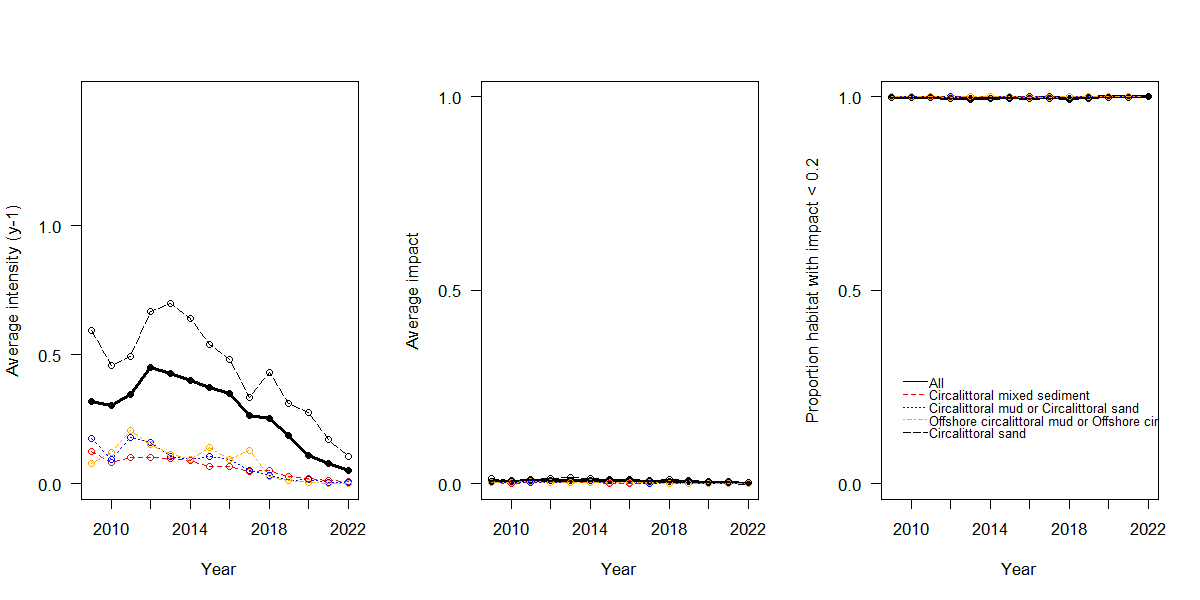 Average intensity (y-1)
1.0
0.5
0.0
2010 2014 2018 2022
Year
Average impact
1.0
0.5
0.0
2010 2014 2018 2022
Year
Proportion habitat with impact < 0.2
1.0
0.5
0.0
All
Circalittoral mixed sediment
Circalittoral mud or Circalittoral sand
Offshore circalittoral mud or Offshore cir
Circalittoral sand
2010 2014 2018 2022
Year